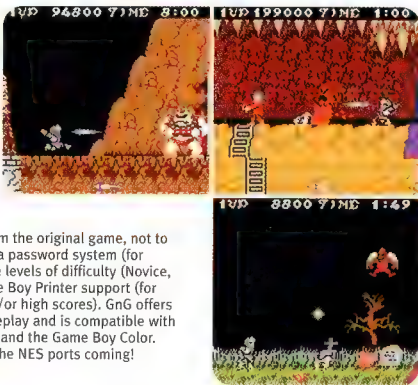 1UP 94800 TIME 8:00
1UP 199000 TIME 1:00
m the original game, not to
a password system (for
levels of difficulty (Novice,
Boy Printer support (for
/or high scores). GnG offers
eplay and is compatible with
and the Game Boy Color.
he NES ports coming!
1UP 8800 TIME 1:49